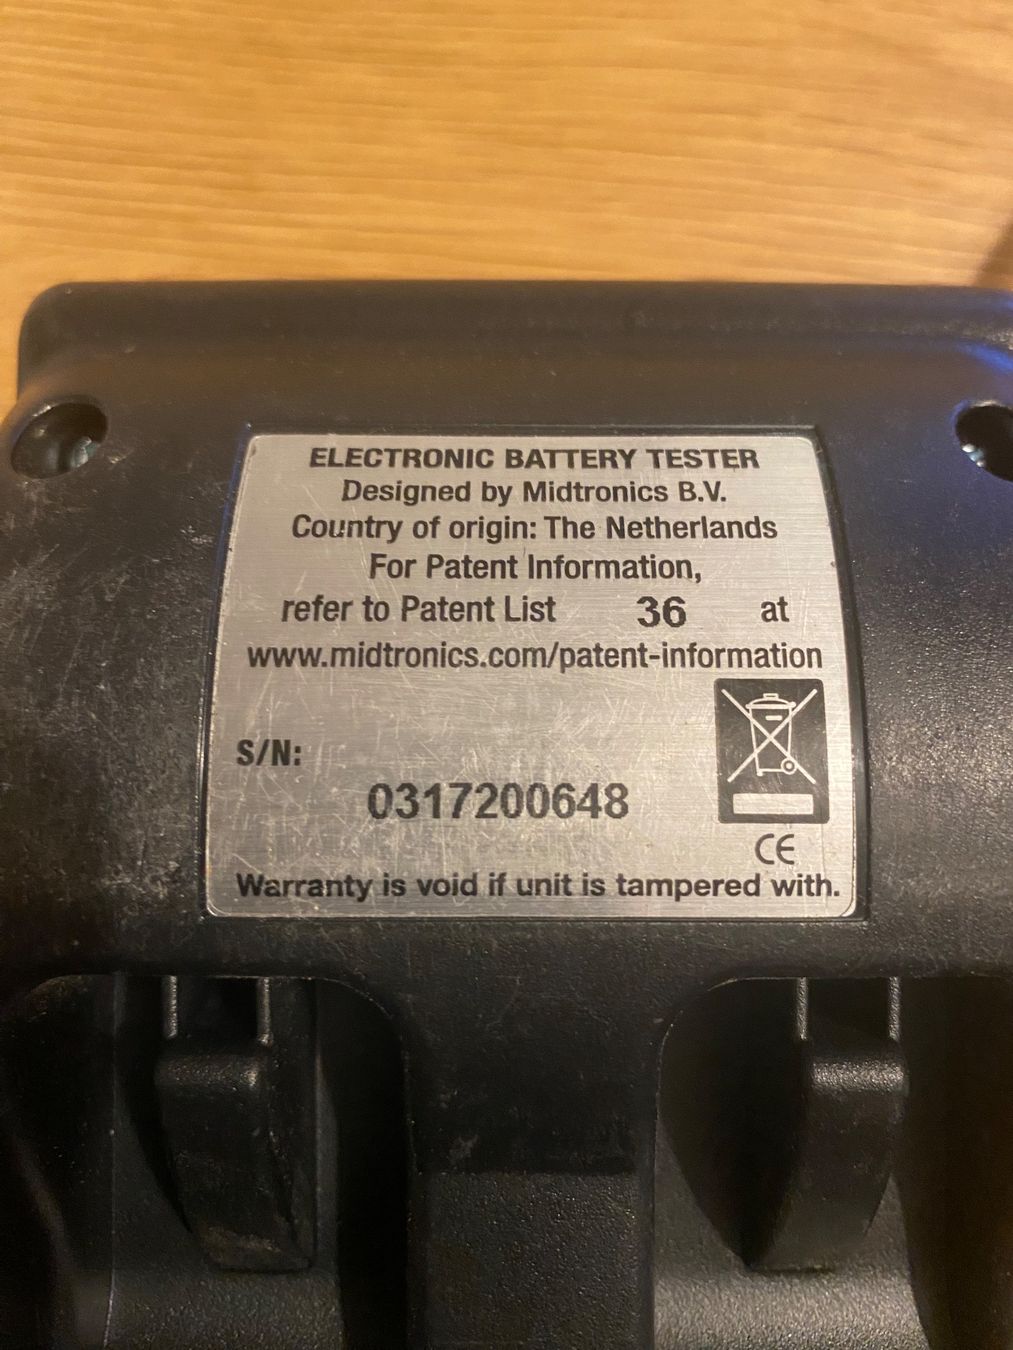 ELECTRONIC BATTERY TESTER
Designed by Midtronics B.V.
Country of origin: The Netherlands
For Patent Information,
refer to Patent List 36 at
www.midtronics.com/patent-information
S/N:
0317200648
CE
Warranty is void if unit is tampered with.